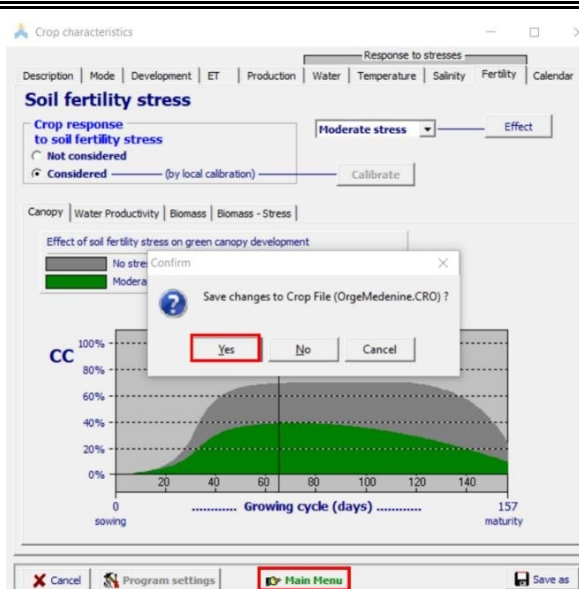 Crop characteristics
Response to stresses
Description Mode Development ET Production Water Temperature Salinity Fertility Calendar
Soil fertility stress
Crop response
to soil fertility stress
Not considered
Considered (by local calibration)
Moderate stress
Effect
Calibrate
Canopy Water Productivity Biomass Biomass - Stress
Effect of soil fertility stress on green canopy development
No stre
Modera
Confirm
Save changes to Crop File (OrgeMedenine.CRO) ?
Yes No Cancel
CC
100%
80%
60%
40%
20%
0%
20 40 60 80 100 120 140
0 ............ Growing cycle (days) ............ 157
sowing maturity
Cancel Program settings Main Menu Save as